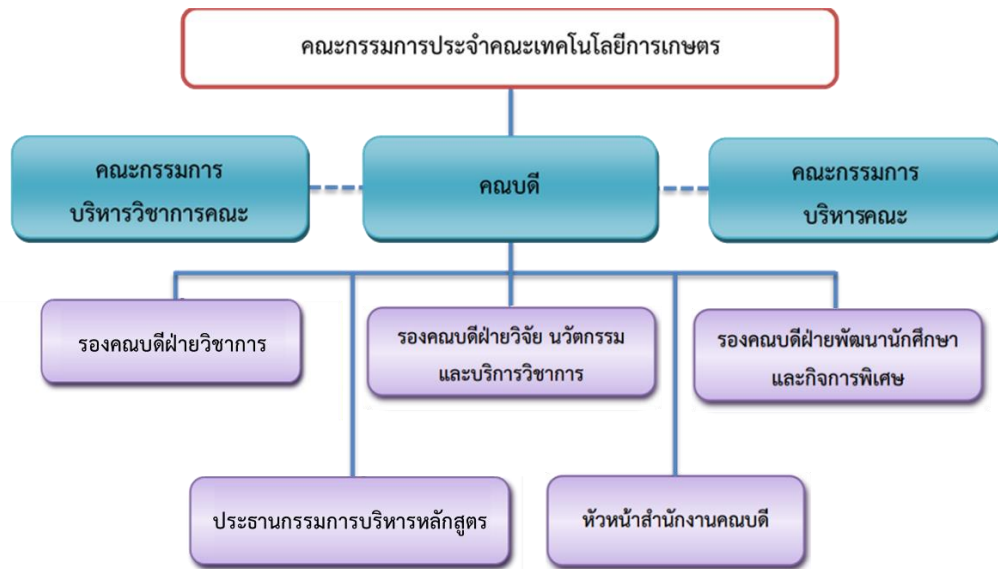 คณะกรรมการประจำคณะเทคโนโลยีการเกษตร
คณะกรรมการ
บริหารวิชาการคณะ
คณบดี
คณะกรรมการ
บริหารคณะ
รองคณบดีฝ่ายวิชาการ
รองคณบดีฝ่ายวิจัย นวัตกรรม
และบริการวิชาการ
รองคณบดีฝ่ายพัฒนานักศึกษา
และกิจการพิเศษ
ประธานกรรมการบริหารหลักสูตร
หัวหน้าสำนักงานคณบดี